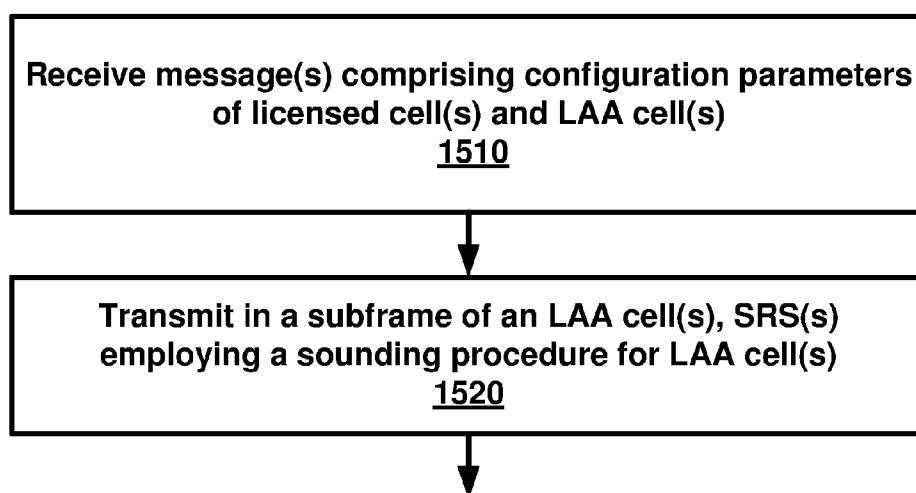 Receive message(s) comprising configuration parameters
of licensed cell(s) and LAA cell(s)
1510
Transmit in a subframe of an LAA cell(s), SRS(s)
employing a sounding procedure for LAA cell(s)
1520